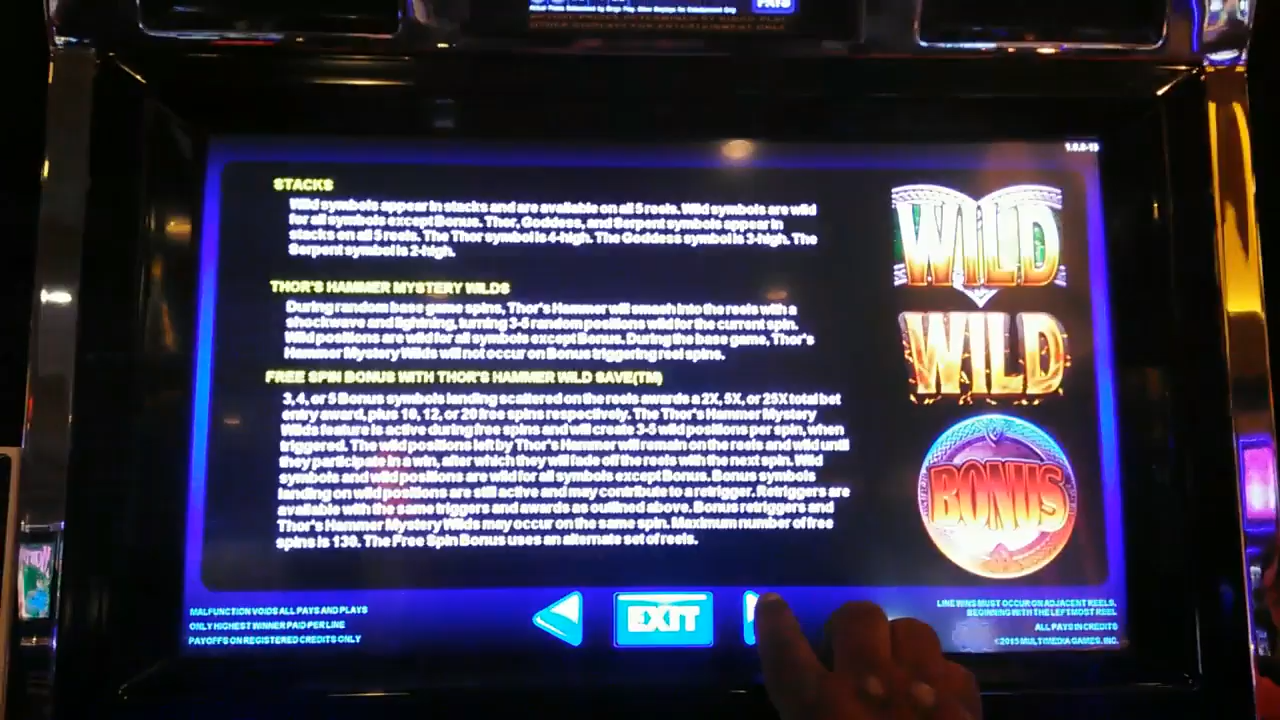 PAYS
1.0.0-13
STACKS
Wild symbols appear in stacks and are available on all 5 reels. Wild symbols are wild
for all symbols except Bonus. Thor, Goddess, and Serpent symbols appear in
stacks on all 5 reels. The Thor symbol is 4-high. The Goddess symbol is 3-high. The
Serpent symbol is 2-high.
THOR'S HAMMER MYSTERY WILDS
During random base game spins, Thor's Hammer will smash into the reels with a
shockwave and lightning, turning 3-5 random positions wild for the current spin.
Wild positions are wild for all symbols except Bonus. During the base game, Thor's
Hammer Mystery Wilds will not occur on Bonus triggering reel spins.
FREE SPIN BONUS WITH THOR'S HAMMER WILD SAVE(TM)
3, 4, or 5 Bonus symbols landing scattered on the reels awards a 2X, 5X, or 25X total bet
entry award, plus 10, 12, or 20 free spins respectively. The Thor's Hammer Mystery
Wilds feature is active during free spins and will create 3-5 wild positions per spin, when
triggered. The wild positions left by Thor's Hammer will remain on the reels and wild until
they participate in a win, after which they will fade off the reels with the next spin. Wild
symbols and wild positions are wild for all symbols except Bonus. Bonus symbols
landing on wild positions are still active and may contribute to a retrigger. Retriggers are
available with the same triggers and awards as outlined above. Bonus retriggers and
Thor's Hammer Mystery Wilds may occur on the same spin. Maximum number of free
spins is 130. The Free Spin Bonus uses an alternate set of reels.
WILD
WILD
BONUS
MALFUNCTION VOIDS ALL PAYS AND PLAYS
ONLY HIGHEST WINNER PAID PER LINE
PAYOFFS ON REGISTERED CREDITS ONLY
EXIT
LINE WINS MUST OCCUR ON ADJACENT REELS,
BEGINNING WITH THE LEFTMOST REEL
ALL PAYS IN CREDITS
©2015 MULTIMEDIA GAMES, INC.